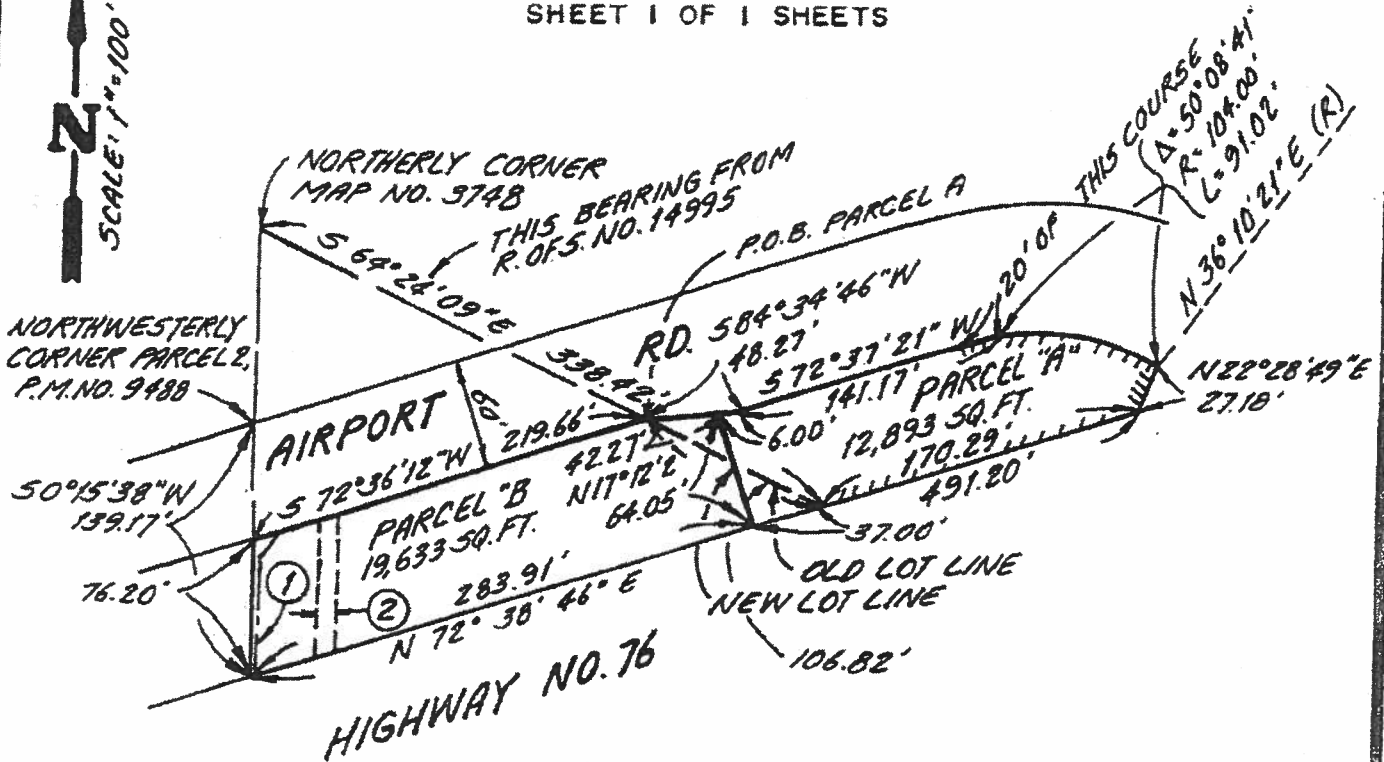 SHEET 1 OF 1 SHEETS
N
SCALE: 1"=100'
NORTHERLY CORNER
MAP NO. 3748
THIS BEARING FROM
R. OF S. NO. 14995
S 64° 24' 09" E
338.42'
P.O.B. PARCEL A
THIS COURSE
Δ= 50° 08' 41"
R= 104.00'
L= 91.02'
N 36° 10' 21" E (R)
NORTHWESTERLY
CORNER PARCEL 2,
P.M. NO. 9488
AIRPORT
RD.
60'
S84°34'46"W
48.27'
20' OF
S 72° 37' 21" W
141.17'
PARCEL "A"
12,893 SQ. FT.
6.00'
170.29'
491.20'
N22°28'49"E
27.18'
S0°15'38"W
139.17'
S 72°36'12"W
219.66'
42.27'
N17°12'2
64.05'
PARCEL "B
19,633 SQ. FT.
37.00'
76.20'
1
2
283.91'
N 72° 38' 46" E
OLD LOT LINE
NEW LOT LINE
106.82'
HIGHWAY NO. 76